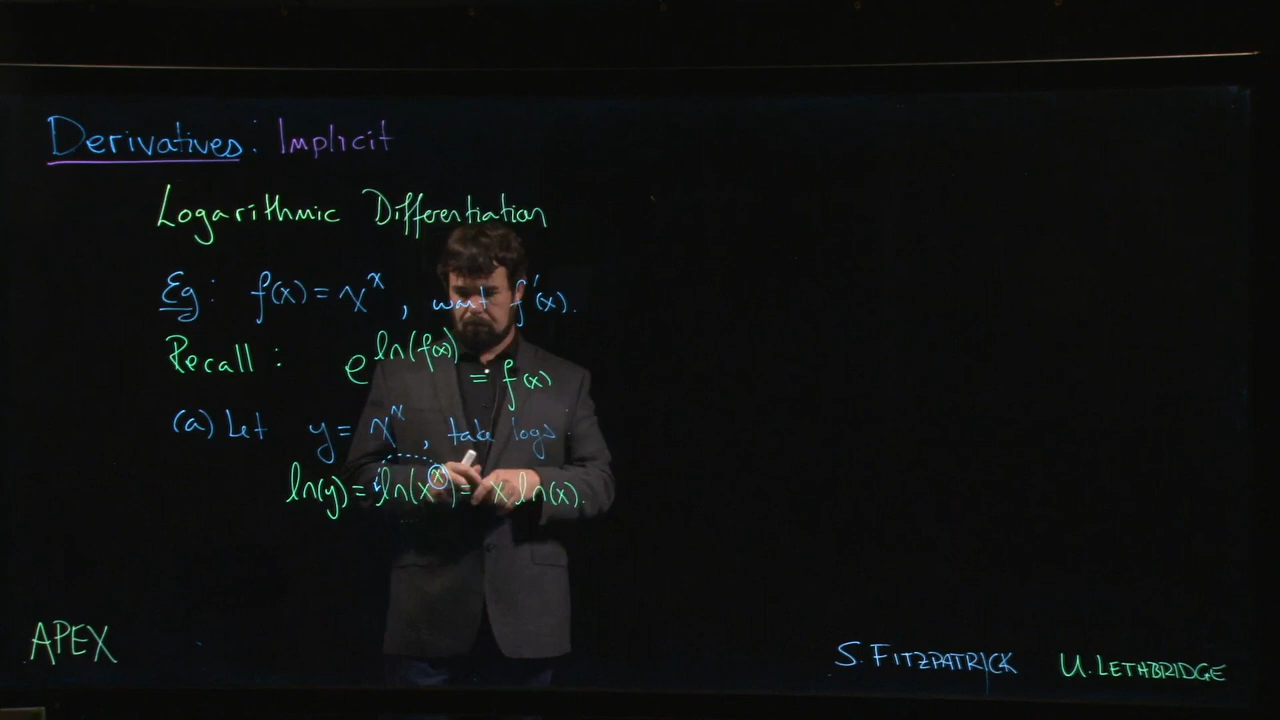 Derivatives: Implicit
Logarithmic Differentiation
Eg: f(x) = x^x, want f'(x).
Recall: e^{ln(f(x))} = f(x)
(a) Let y = x^x, take logs:
ln(y) = ln(x^x) = x ln(x).
APEX
S. FITZPATRICK U. LETHBRIDGE